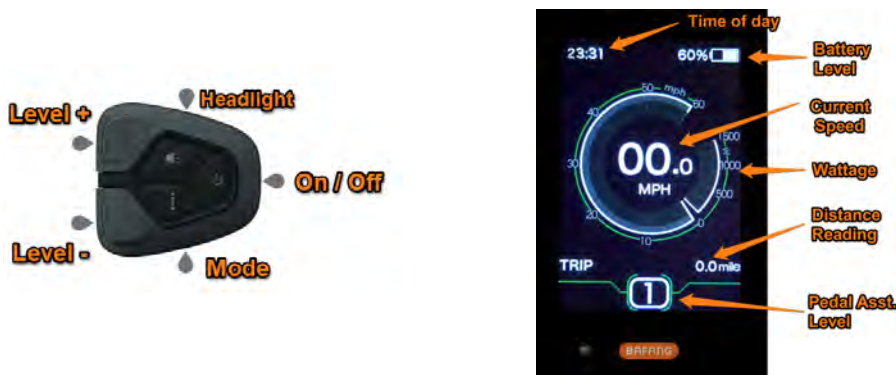 Level +
Headlight
On / Off
Level -
Mode
Time of day
23:31
60%
Battery
Level
50
mph
60
40
Current
Speed
1500
30
00.0
MPH
1000
Wattage
500
20
0
10
Distance
Reading
TRIP
0.0 mile
1
Pedal Asst.
Level
BAFANG